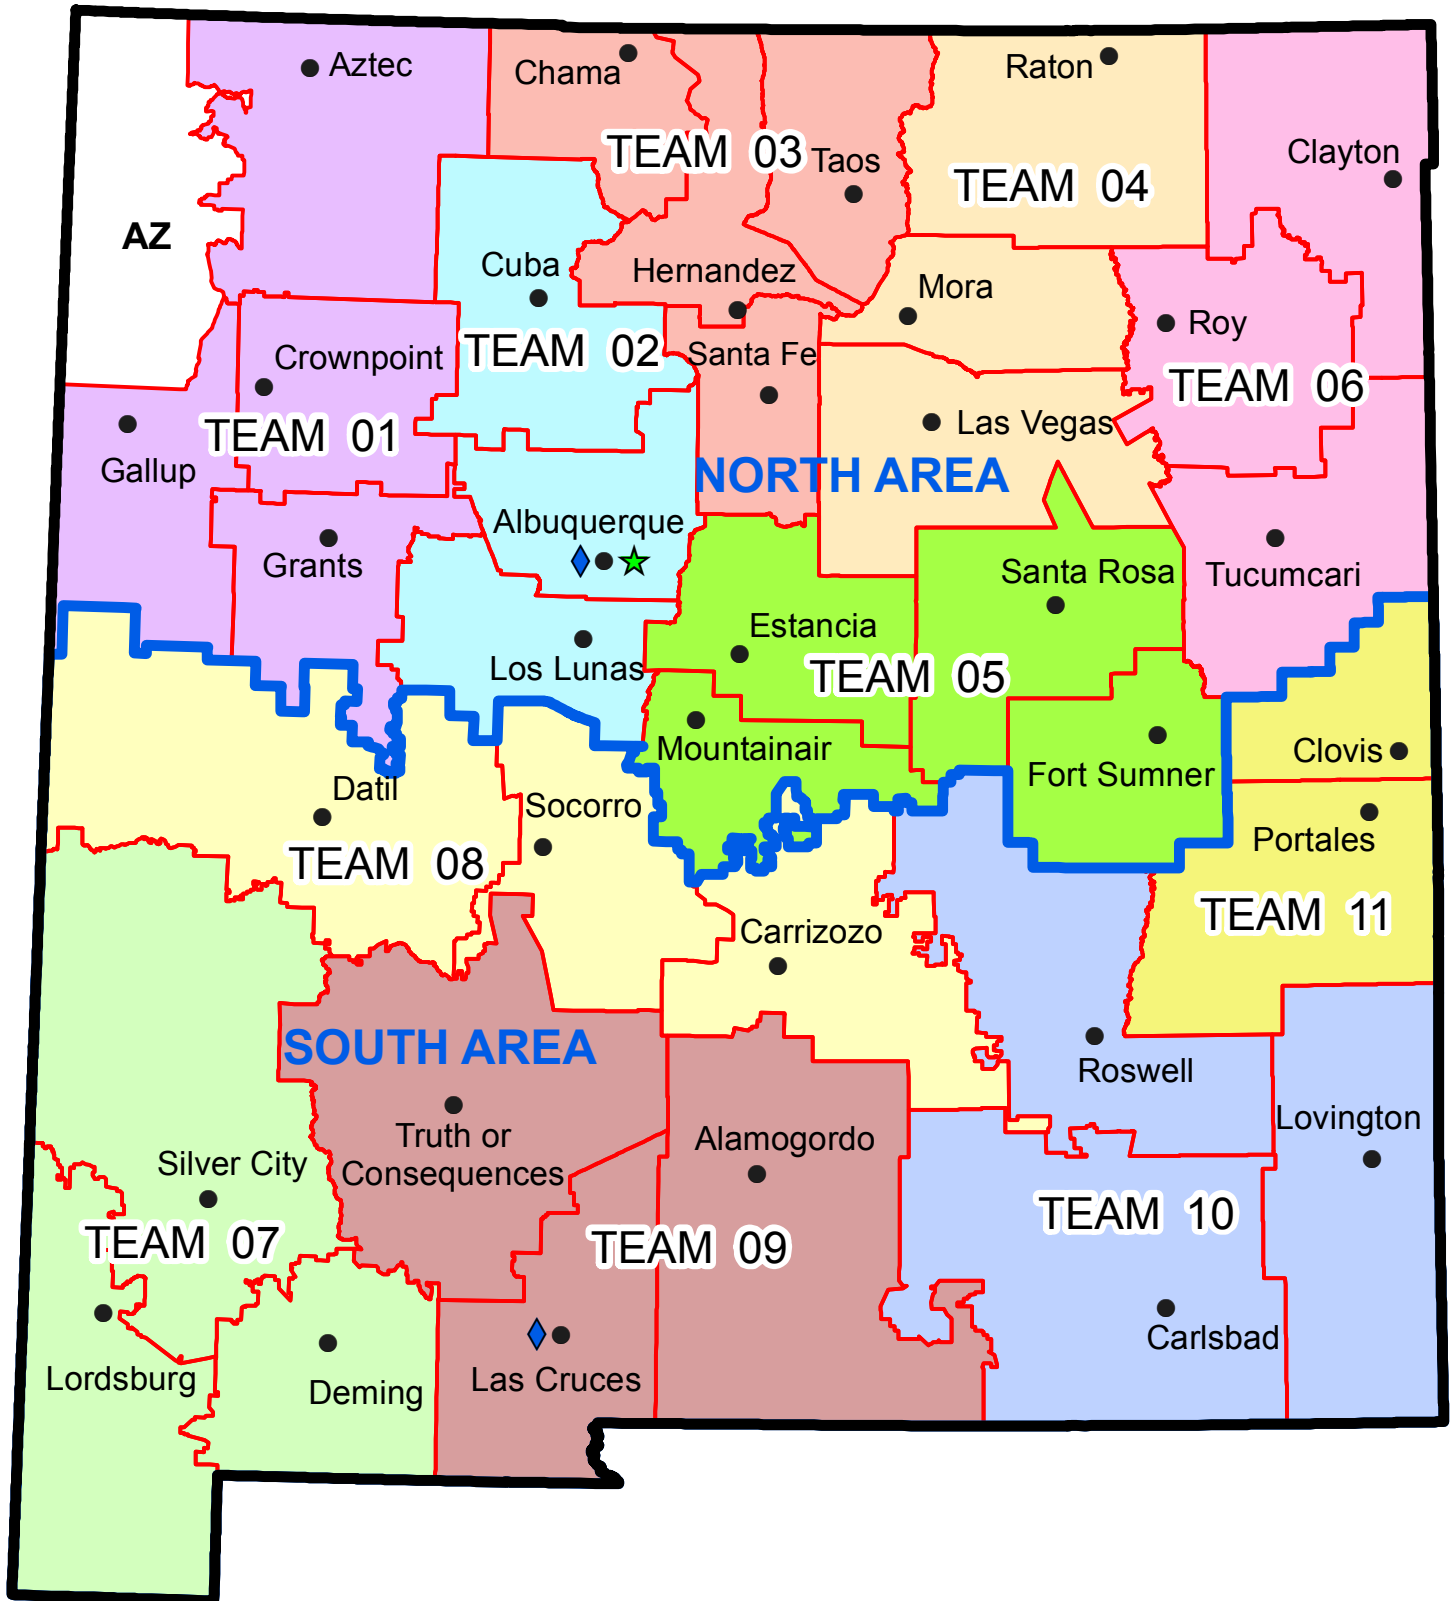 Aztec
Chama
Raton
TEAM 03
Taos
Clayton
TEAM 04
AZ
Cuba
Hernandez
Mora
Roy
Crownpoint
TEAM 02
Santa Fe
TEAM 06
TEAM 01
Las Vegas
Gallup
NORTH AREA
Albuquerque
Grants
Santa Rosa
Tucumcari
Estancia
Los Lunas
TEAM 05
Mountainair
Clovis
Fort Sumner
Datil
Socorro
Portales
TEAM 08
TEAM 11
Carrizozo
SOUTH AREA
Roswell
Lovington
Truth or
Consequences
Alamogordo
Silver City
TEAM 10
TEAM 07
TEAM 09
Carlsbad
Lordsburg
Deming
Las Cruces